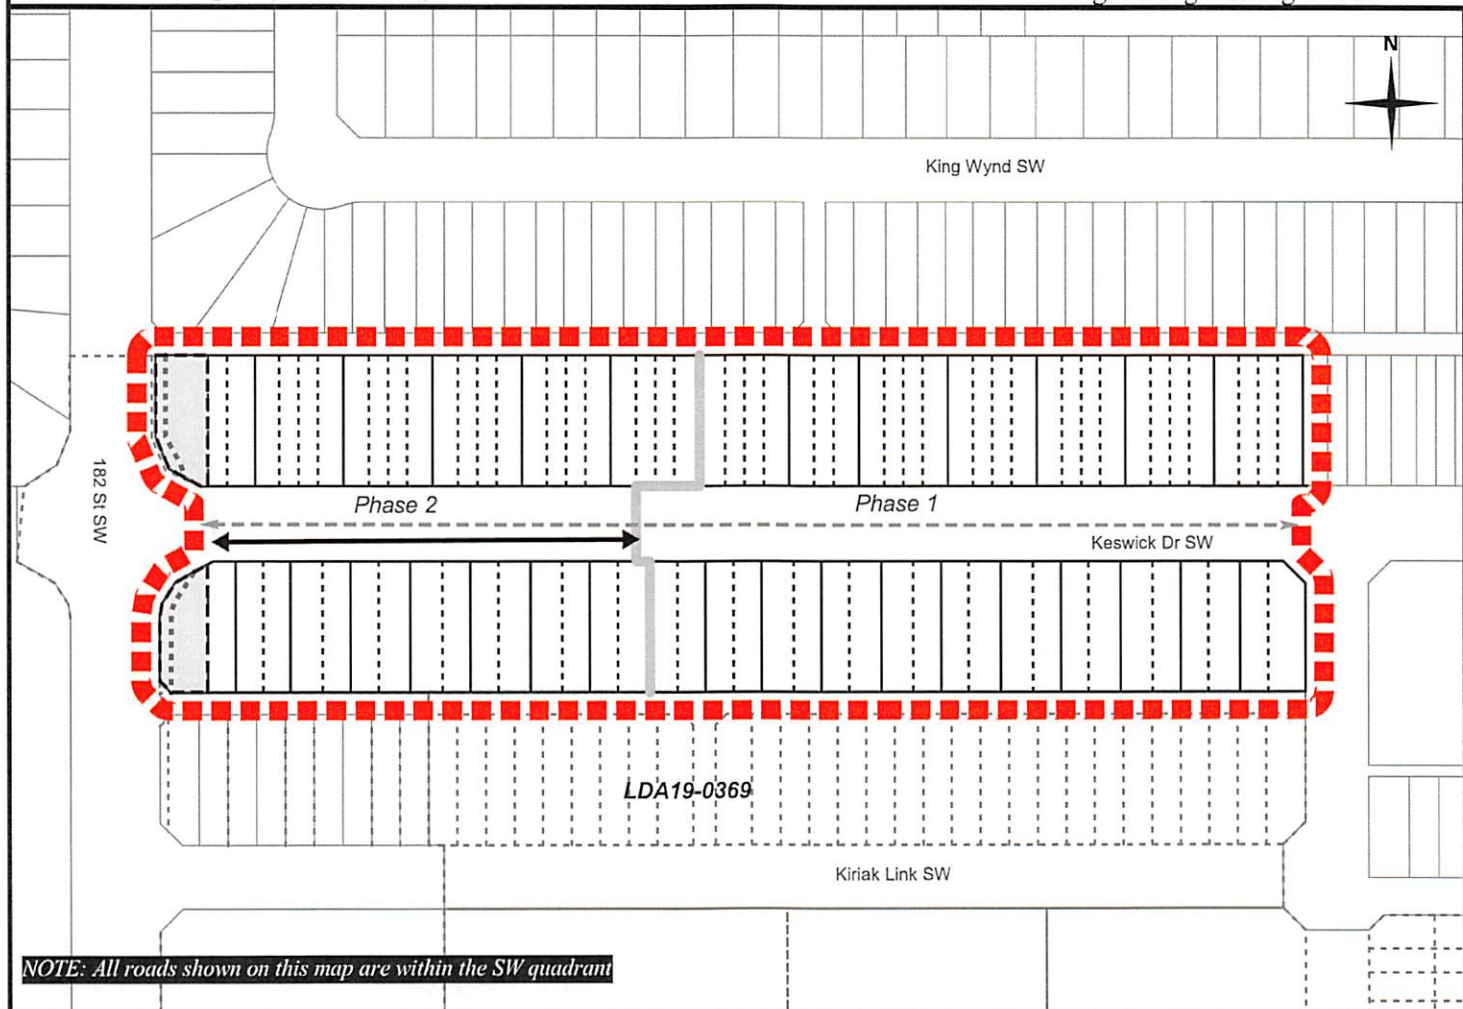 N
King Wynd SW
182 St SW
Phase 2
Phase 1
Keswick Dr SW
LDA19-0369
Kiriak Link SW
NOTE: All roads shown on this map are within the SW quadrant